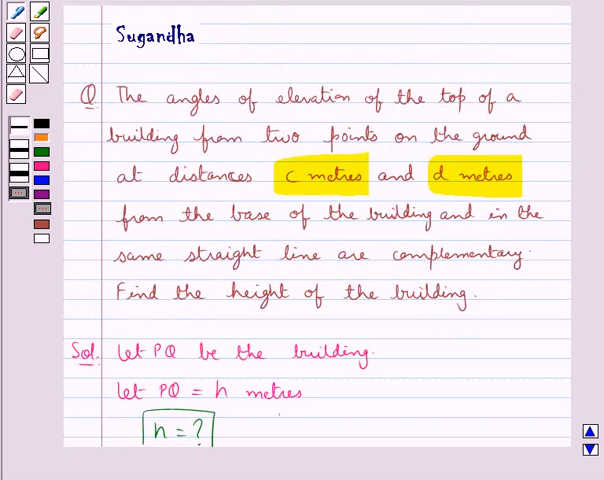 Sugandha
Q The angles of elevation of the top of a
building from two points on the ground
at distances c metres and d metres
from the base of the building and in the
same straight line are complementary.
Find the height of the building.
Sol. Let PQ be the building.
Let PQ = h metres
h = ?